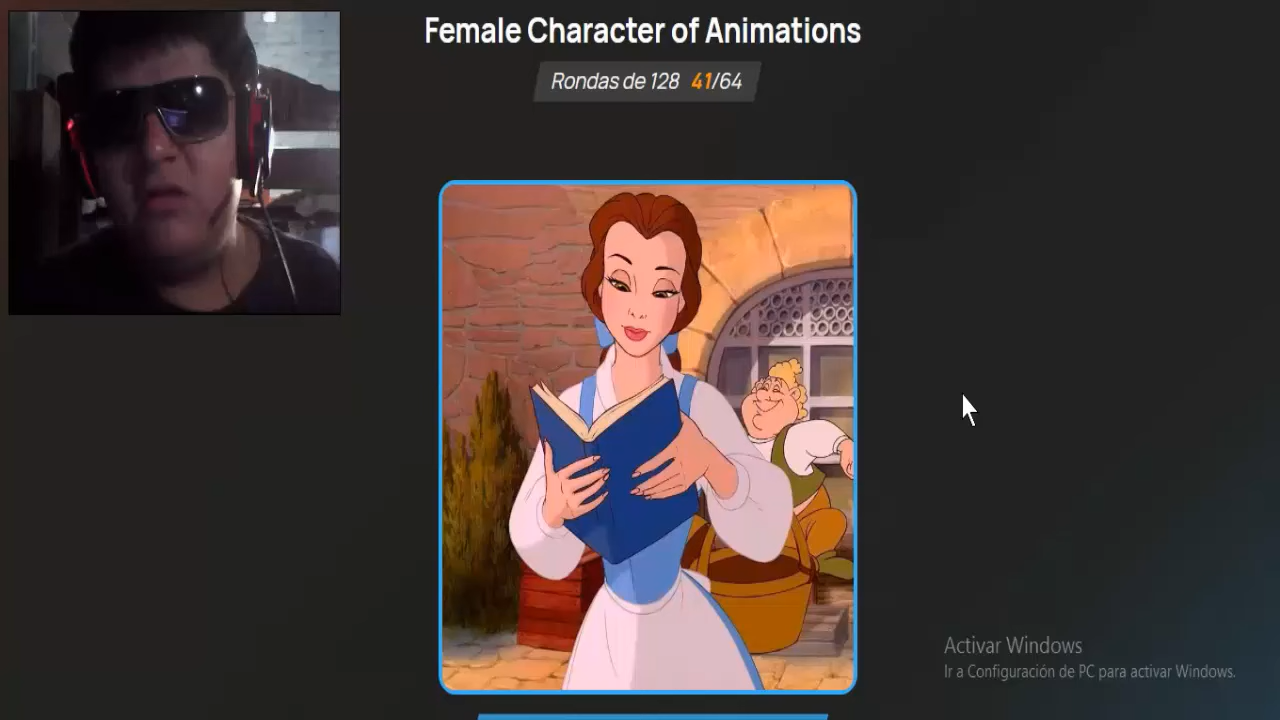 Female Character of Animations
Rondas de 128 41/64
Activar Windows
Ir a Configuración de PC para activar Windows.